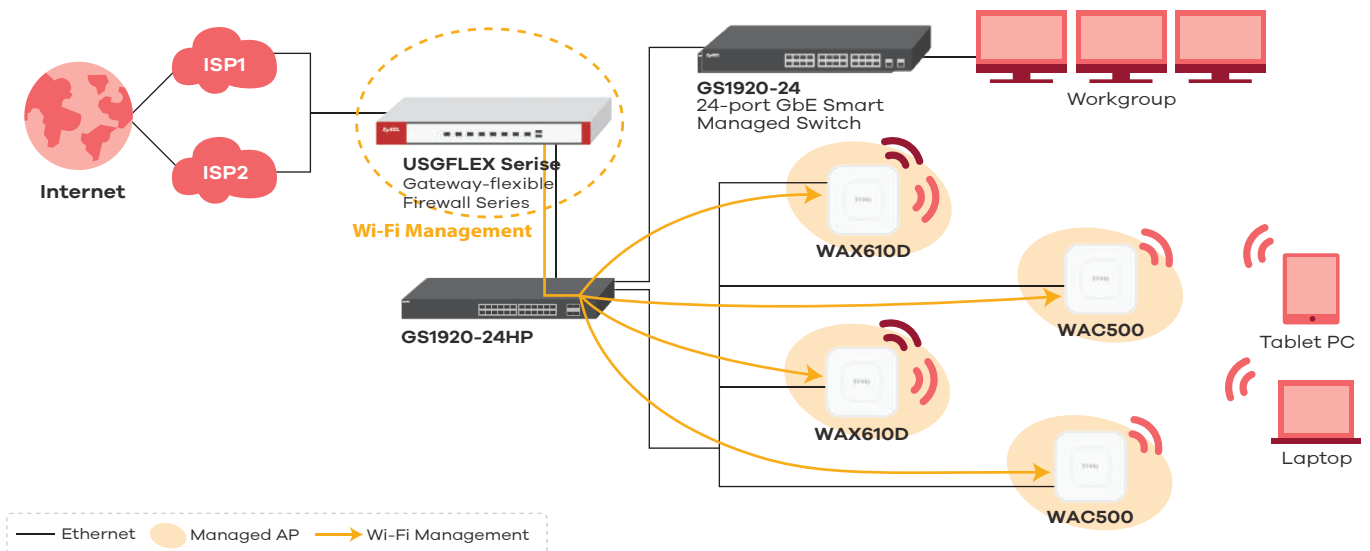 ISP1
ISP2
Internet
ZYXEL
USGFLEX Serise
Gateway-flexible
Firewall Series
Wi-Fi Management
GS1920-24HP
GS1920-24
24-port GbE Smart
Managed Switch
Workgroup
WAX610D
WAC500
WAX610D
WAC500
Tablet PC
Laptop
Ethernet
Managed AP
Wi-Fi Management